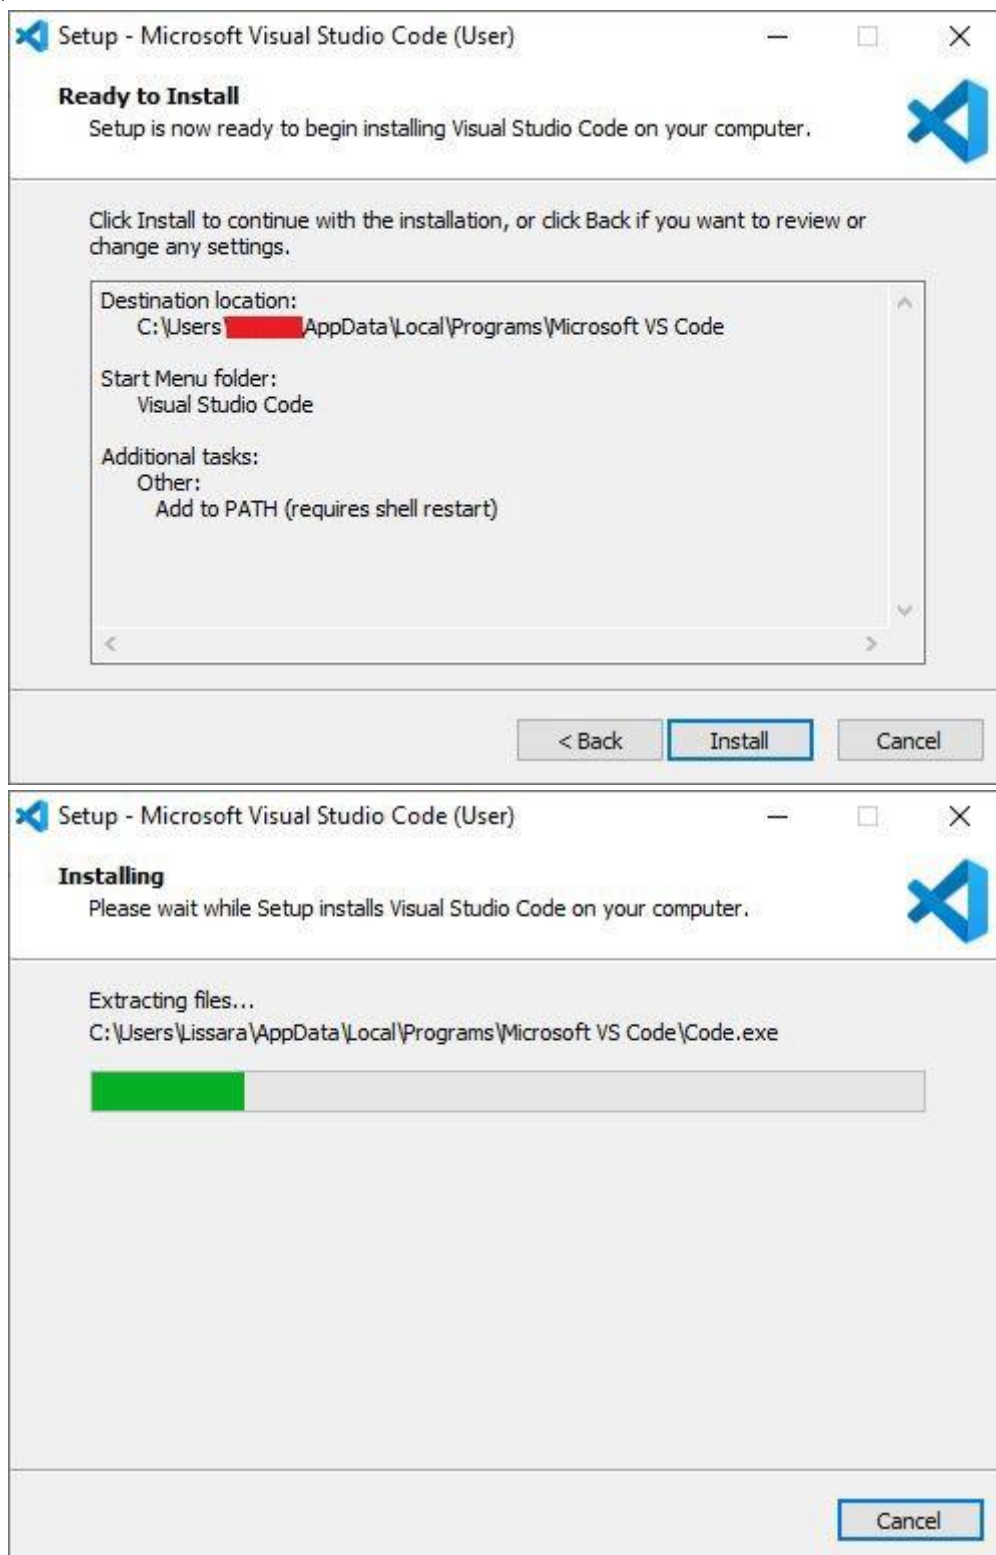 Setup - Microsoft Visual Studio Code (User)
Ready to Install
Setup is now ready to begin installing Visual Studio Code on your computer.
Click Install to continue with the installation, or click Back if you want to review or
change any settings.
Destination location:
C:\Users\ AppData\Local\Programs\Microsoft VS Code
Start Menu folder:
Visual Studio Code
Additional tasks:
Other:
Add to PATH (requires shell restart)
< Back Install Cancel
Setup - Microsoft Visual Studio Code (User)
Installing
Please wait while Setup installs Visual Studio Code on your computer.
Extracting files...
C:\Users\Lissara\AppData\Local\Programs\Microsoft VS Code\Code.exe
Cancel